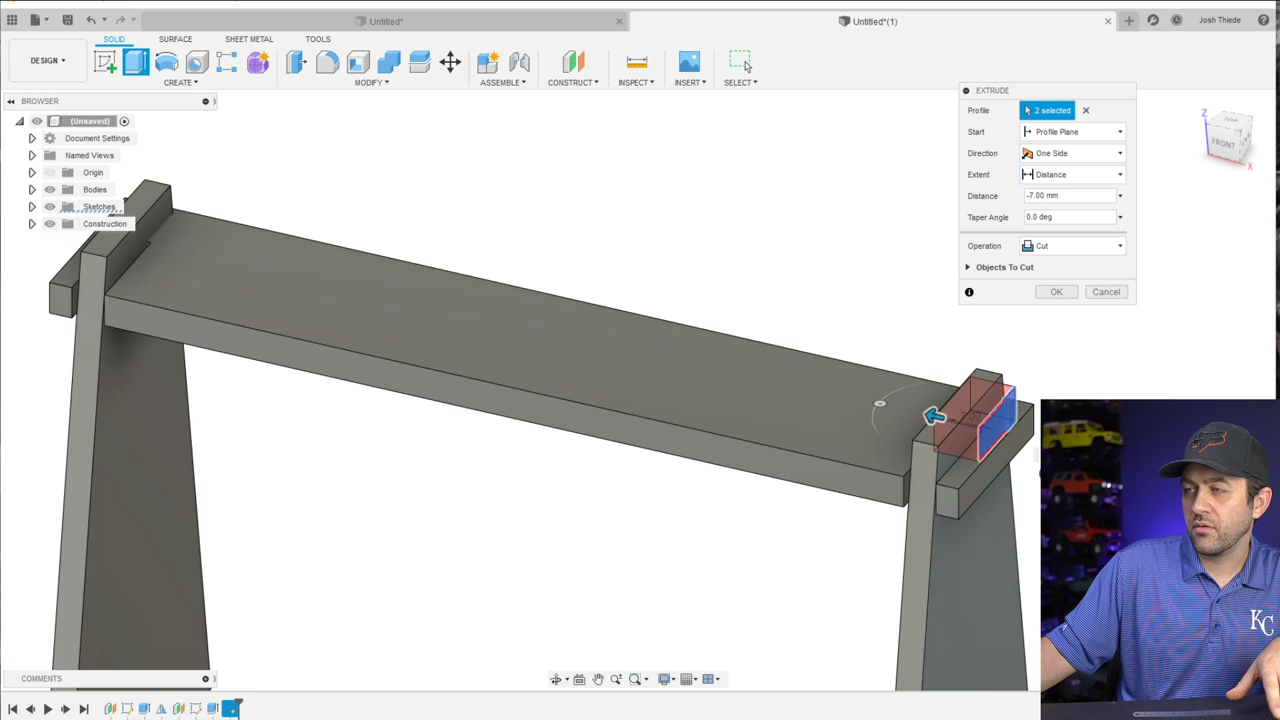 Untitled*
Untitled*(1)
Josh Thiede
DESIGN
SOLID
SURFACE
SHEET METAL
TOOLS
CREATE
MODIFY
ASSEMBLE
CONSTRUCT
INSPECT
INSERT
SELECT
BROWSER
(Unsaved)
Document Settings
Named Views
Origin
Bodies
Sketches
Construction
EXTRUDE
Profile
2 selected
Start
Profile Plane
Direction
One Side
Extent
Distance
Distance
-7.00 mm
Taper Angle
0.0 deg
Operation
Cut
Objects To Cut
OK
Cancel
Z
FRONT
X
KC
COMMENTS